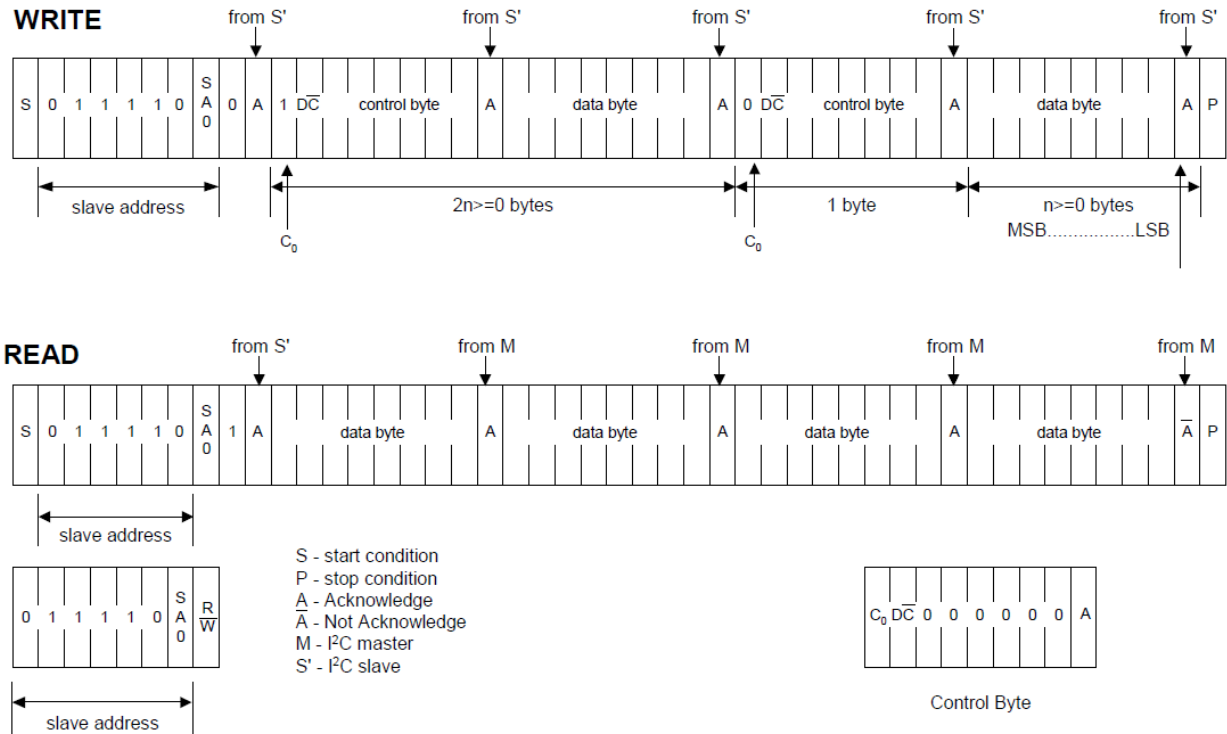 WRITE
from S' from S' from S' from S' from S'
S 0 1 1 1 1 0 SA0 0 A 1 DC̅ control byte A data byte A 0 DC̅ control byte A data byte A P
slave address 2n>=0 bytes 1 byte n>=0 bytes
C₀ C₀ MSB.................LSB
READ
from S' from M from M from M from M
S 0 1 1 1 1 0 SA0 1 A data byte A data byte A data byte A data byte A̅ P
slave address
0 1 1 1 1 0 SA0 R/W̅
slave address
S - start condition
P - stop condition
A - Acknowledge
A̅ - Not Acknowledge
M - I²C master
S' - I²C slave
C₀ DC̅ 0 0 0 0 0 0 A
Control Byte